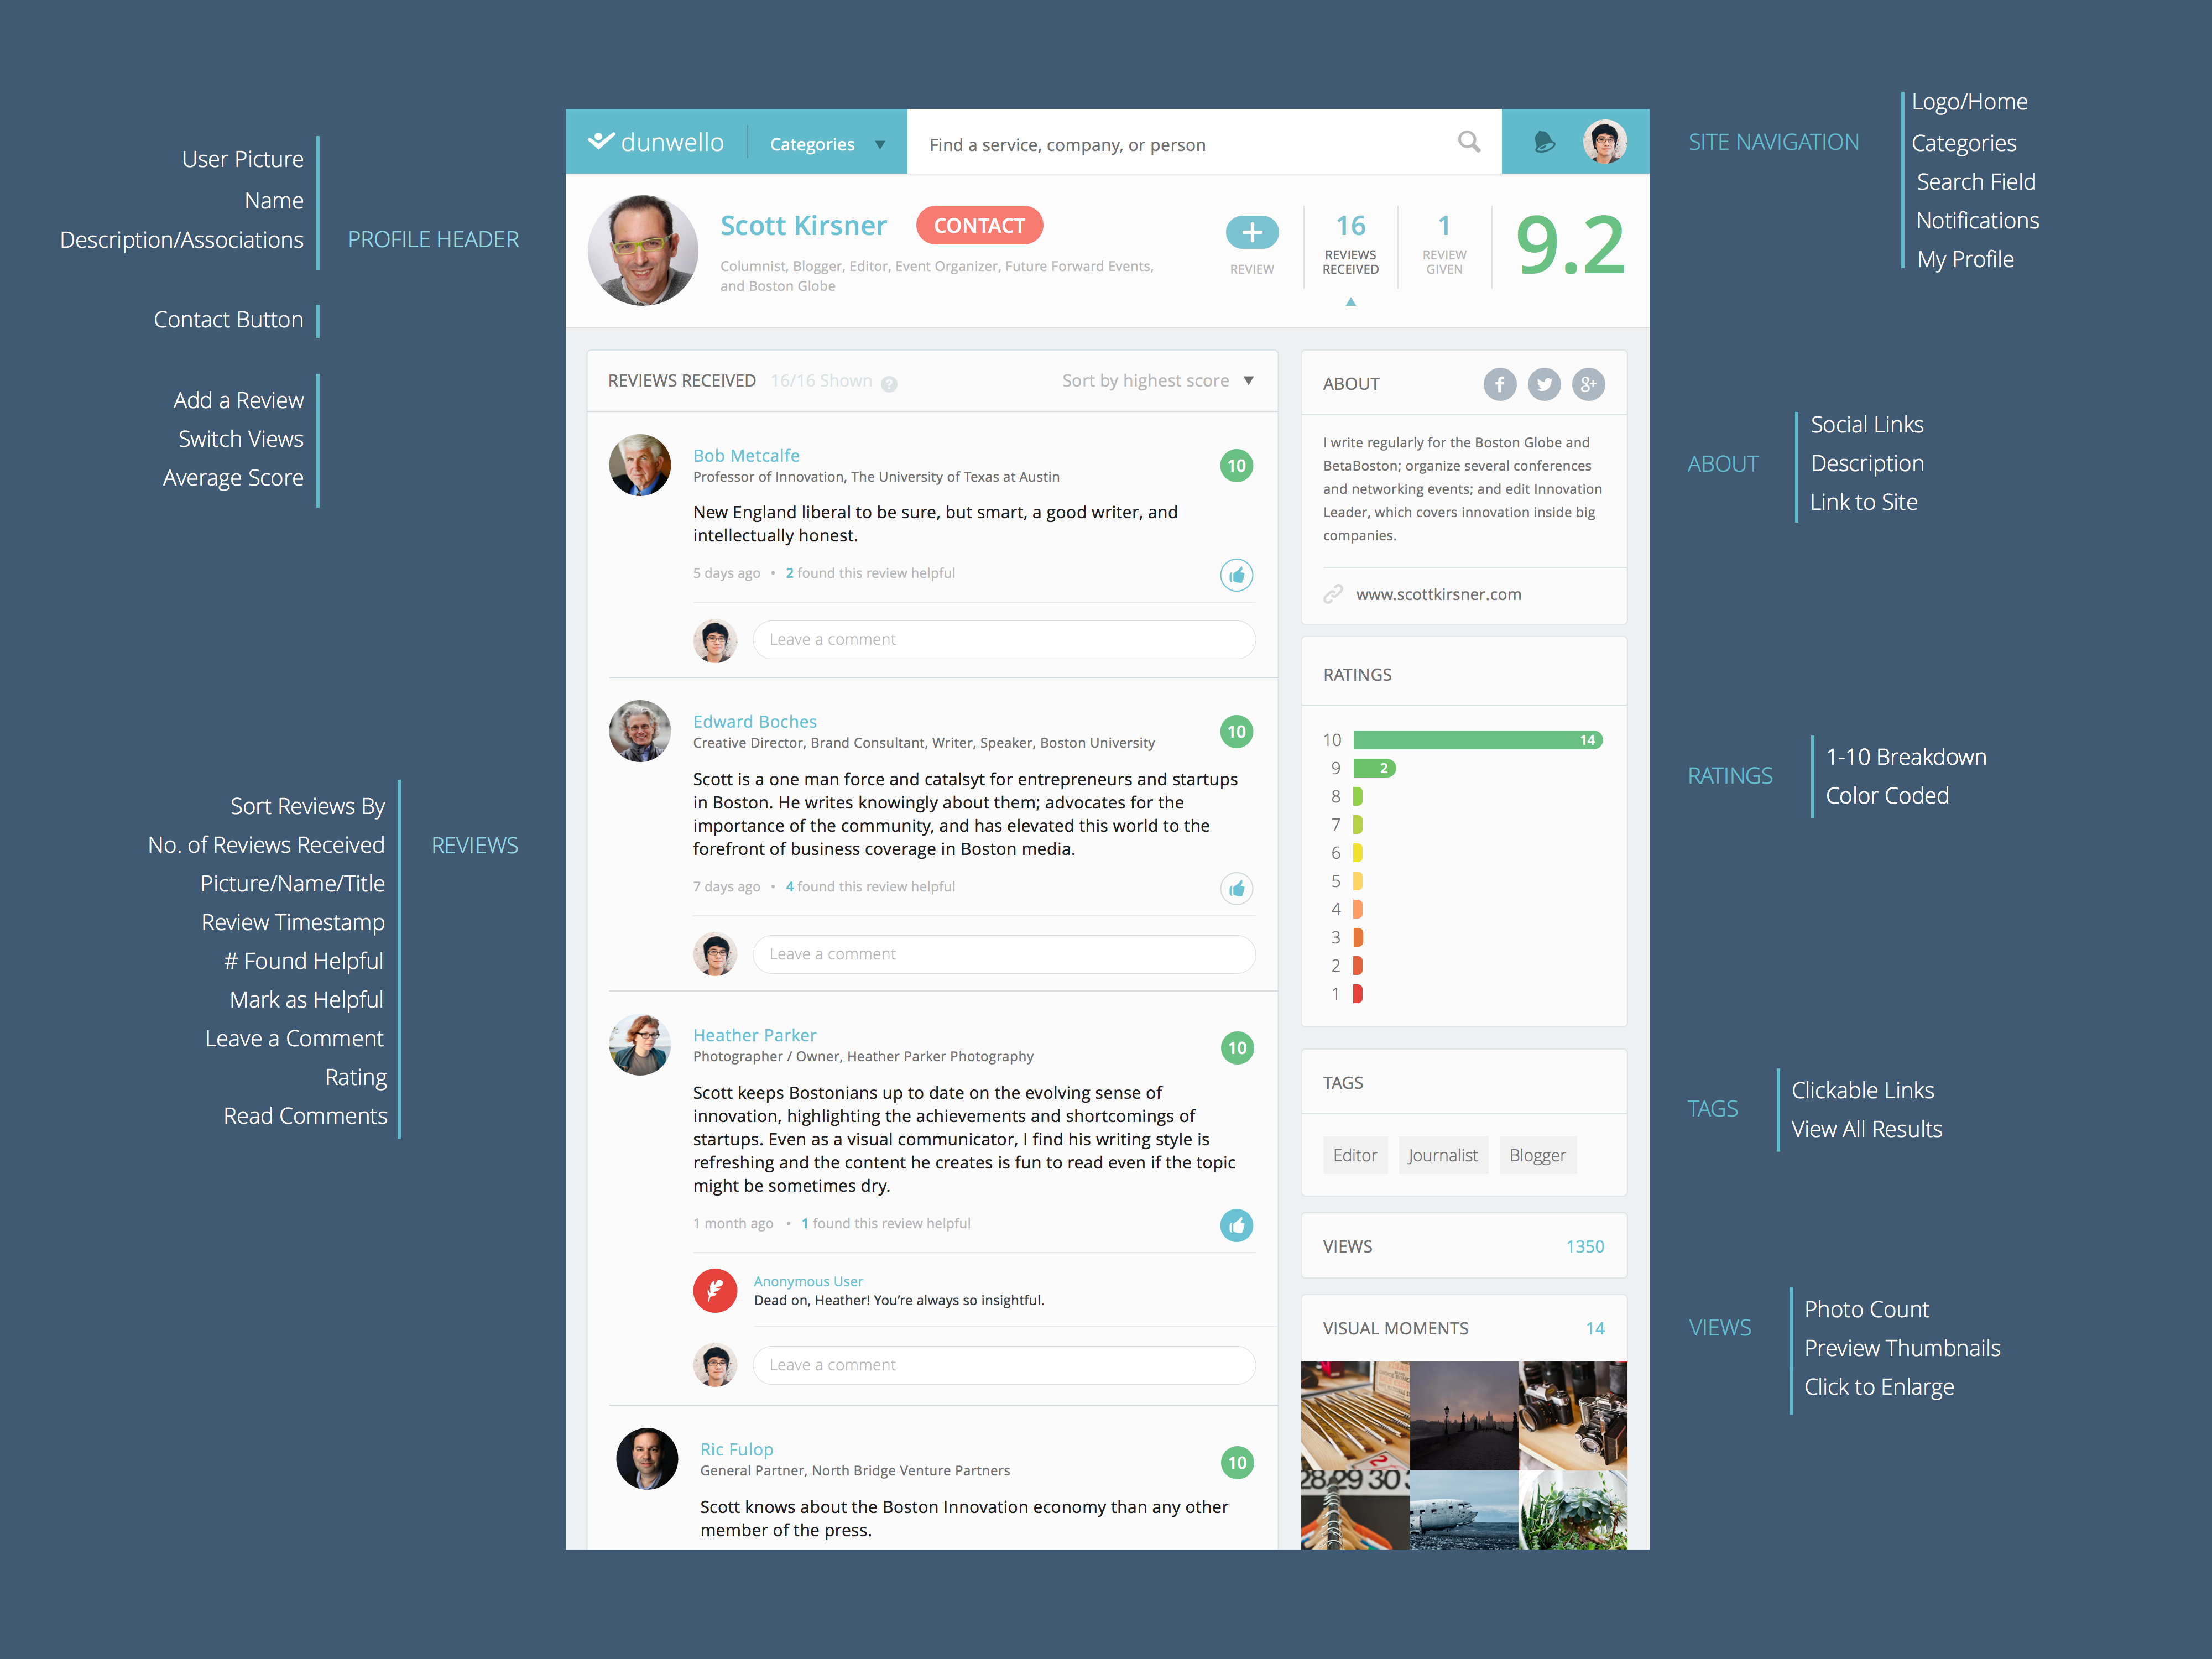 User Picture
Name
Description/Associations
PROFILE HEADER
Contact Button
Add a Review
Switch Views
Average Score
Sort Reviews By
No. of Reviews Received
Picture/Name/Title
Review Timestamp
# Found Helpful
Mark as Helpful
Leave a Comment
Rating
Read Comments
REVIEWS
dunwello
Categories
Find a service, company, or person
Scott Kirsner
CONTACT
Columnist, Blogger, Editor, Event Organizer, Future Forward Events,
and Boston Globe
REVIEW
16
REVIEWS
RECEIVED
1
REVIEW
GIVEN
9.2
REVIEWS RECEIVED 16/16 Shown ?
Sort by highest score
Bob Metcalfe
Professor of Innovation, The University of Texas at Austin
10
New England liberal to be sure, but smart, a good writer, and
intellectually honest.
5 days ago • 2 found this review helpful
Leave a comment
Edward Boches
Creative Director, Brand Consultant, Writer, Speaker, Boston University
10
Scott is a one man force and catalsyt for entrepreneurs and startups
in Boston. He writes knowingly about them; advocates for the
importance of the community, and has elevated this world to the
forefront of business coverage in Boston media.
7 days ago • 4 found this review helpful
Leave a comment
Heather Parker
Photographer / Owner, Heather Parker Photography
10
Scott keeps Bostonians up to date on the evolving sense of
innovation, highlighting the achievements and shortcomings of
startups. Even as a visual communicator, I find his writing style is
refreshing and the content he creates is fun to read even if the topic
might be sometimes dry.
1 month ago • 1 found this review helpful
Anonymous User
Dead on, Heather! You’re always so insightful.
Leave a comment
Ric Fulop
General Partner, North Bridge Venture Partners
10
Scott knows about the Boston Innovation economy than any other
member of the press.
ABOUT
f
g+
I write regularly for the Boston Globe and
BetaBoston; organize several conferences
and networking events; and edit Innovation
Leader, which covers innovation inside big
companies.
www.scottkirsner.com
RATINGS
10 14
9 2
8
7
6
5
4
3
2
1
TAGS
Editor
Journalist
Blogger
VIEWS 1350
VISUAL MOMENTS 14
2
28 29 30
SITE NAVIGATION
Logo/Home
Categories
Search Field
Notifications
My Profile
ABOUT
Social Links
Description
Link to Site
RATINGS
1-10 Breakdown
Color Coded
TAGS
Clickable Links
View All Results
VIEWS
Photo Count
Preview Thumbnails
Click to Enlarge